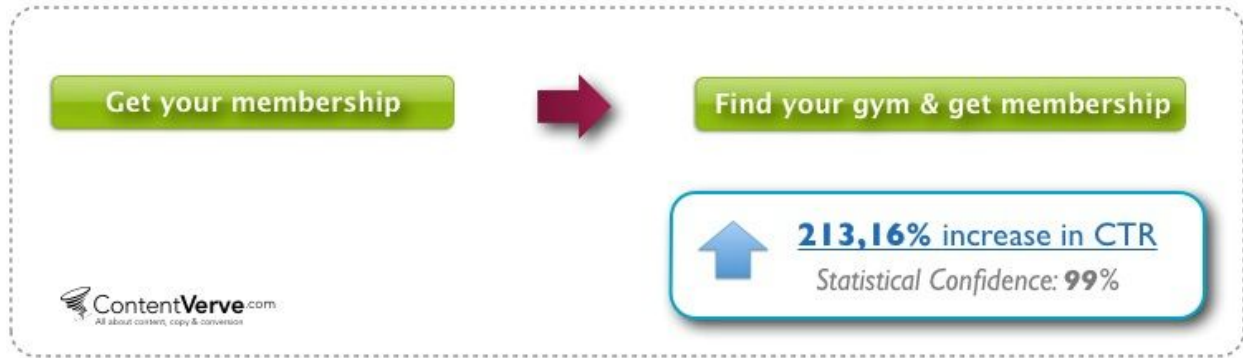 Get your membership
Find your gym & get membership
213,16% increase in CTR
Statistical Confidence: 99%
ContentVerve.com
All about content, copy & conversion